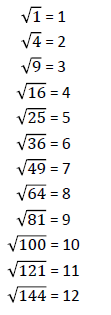 √1 = 1
√4 = 2
√9 = 3
√16 = 4
√25 = 5
√36 = 6
√49 = 7
√64 = 8
√81 = 9
√100 = 10
√121 = 11
√144 = 12